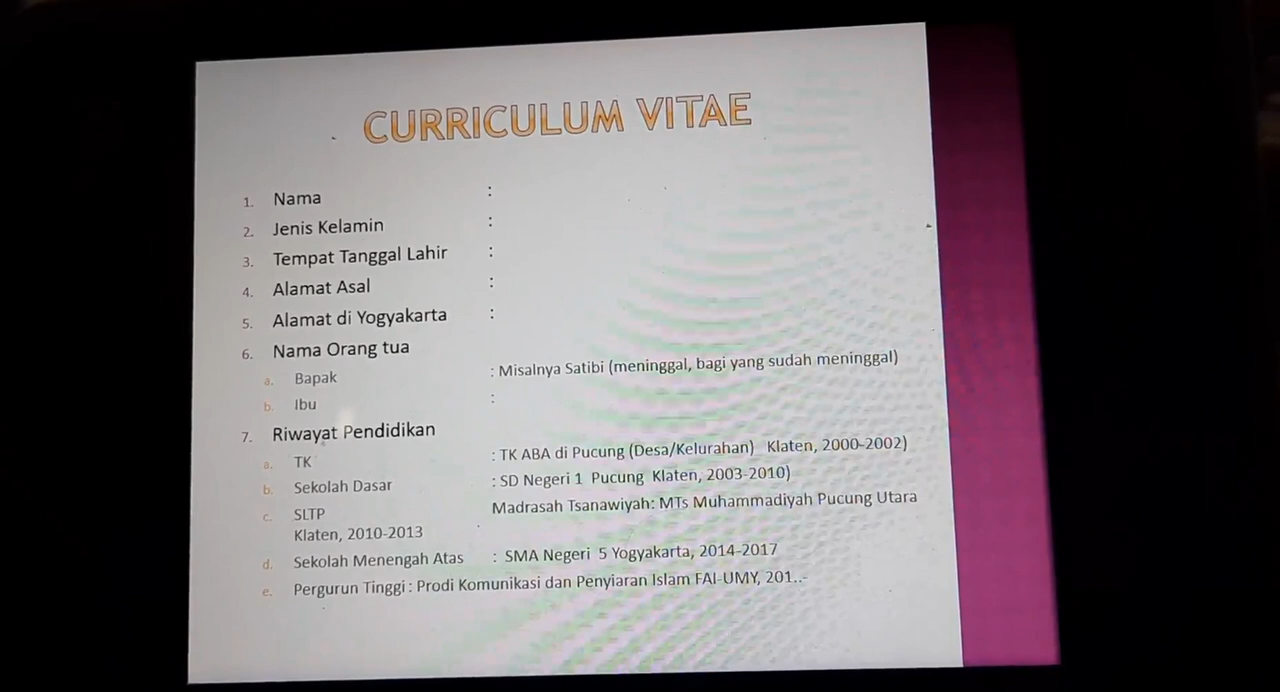 CURRICULUM VITAE
1. Nama :
2. Jenis Kelamin :
3. Tempat Tanggal Lahir :
4. Alamat Asal :
5. Alamat di Yogyakarta :
6. Nama Orang tua
a. Bapak : Misalnya Satibi (meninggal, bagi yang sudah meninggal)
b. Ibu :
7. Riwayat Pendidikan
a. TK : TK ABA di Pucung (Desa/Kelurahan) Klaten, 2000-2002)
b. Sekolah Dasar : SD Negeri 1 Pucung Klaten, 2003-2010)
c. SLTP Madrasah Tsanawiyah: MTs Muhammadiyah Pucung Utara
Klaten, 2010-2013
d. Sekolah Menengah Atas : SMA Negeri 5 Yogyakarta, 2014-2017
e. Pergurun Tinggi : Prodi Komunikasi dan Penyiaran Islam FAI-UMY, 201..-